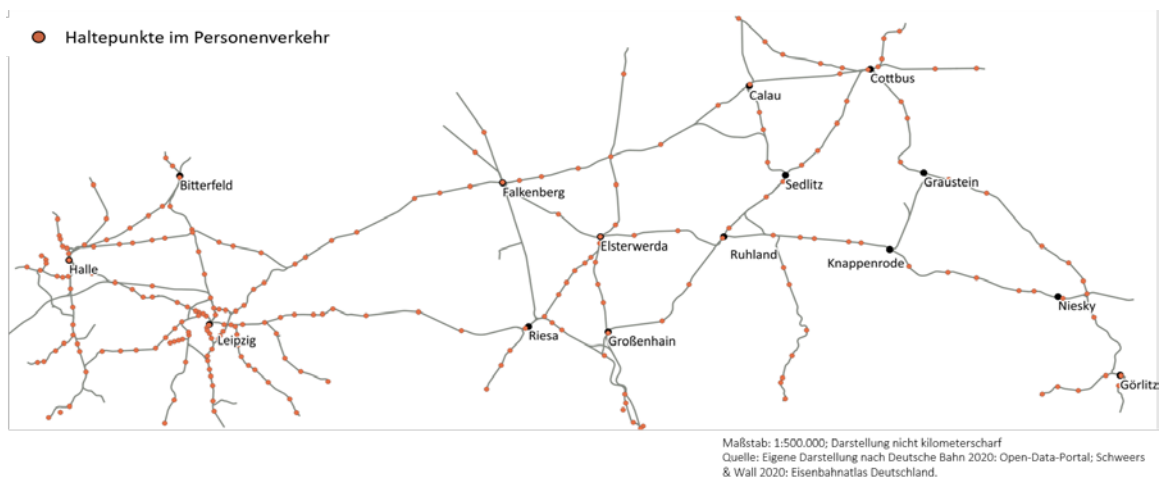 Haltepunkte im Personenverkehr
Cottbus
Calau
Bitterfeld
Falkenberg
Sedlitz
Graustein
Elsterwerda
Halle
Ruhland
Knappenrode
Niesky
Leipzig
Riesa
Großenhain
Görlitz
Maßstab: 1:500.000; Darstellung nicht kilometerscharf
Quelle: Eigene Darstellung nach Deutsche Bahn 2020: Open-Data-Portal; Schweers
& Wall 2020: Eisenbahnatlas Deutschland.